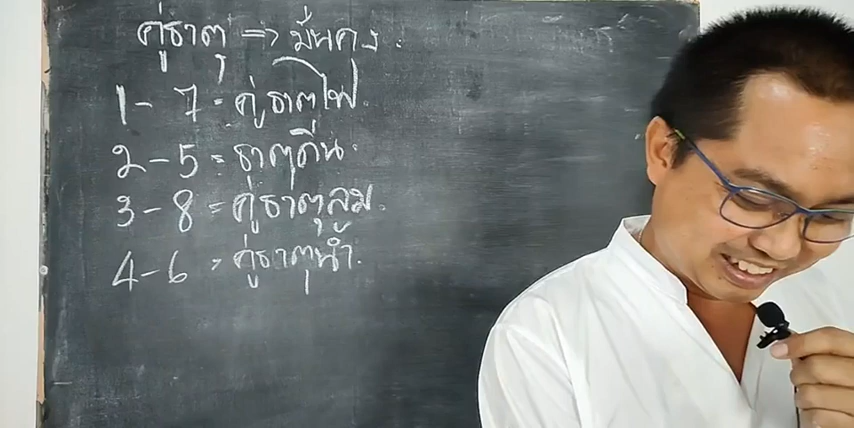 คู่ธาตุ => มั่นคง.
1 - 7 = คู่ธาตุไฟ.
2 - 5 = ธาตุดิน.
3 - 8 = คู่ธาตุลม.
4 - 6 = คู่ธาตุน้ำ.